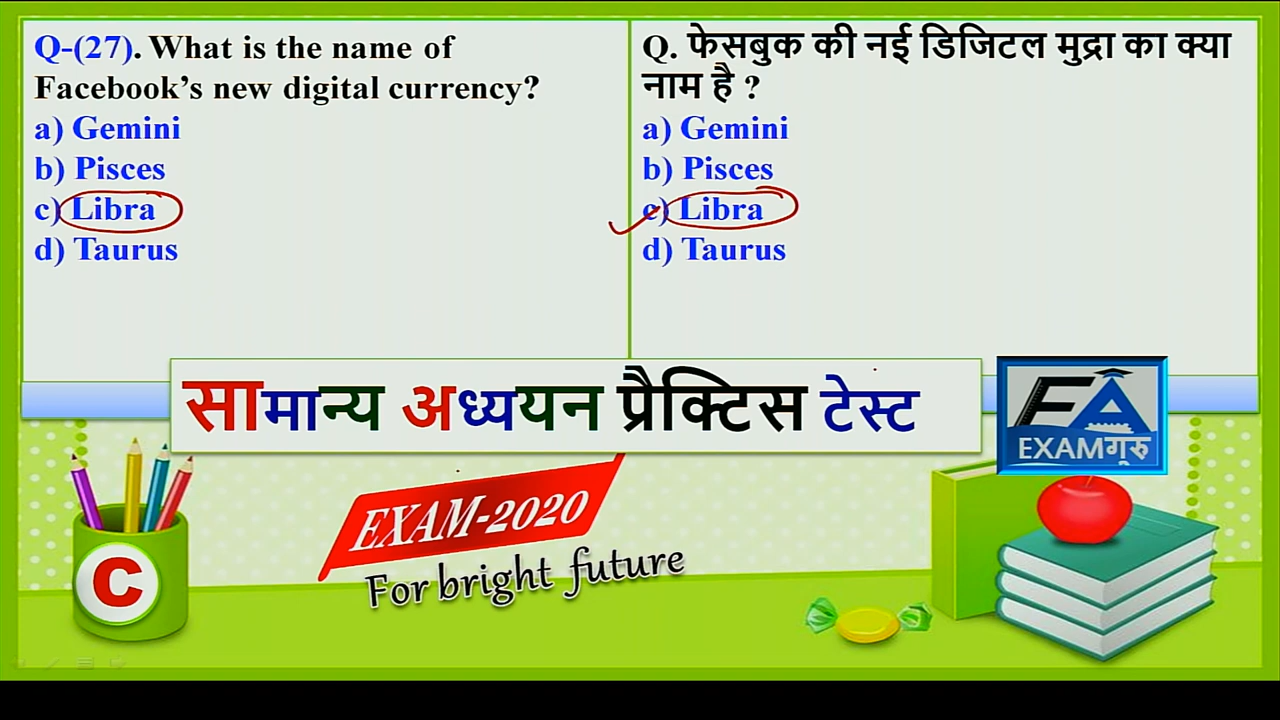 Q-(27). What is the name of
Facebook’s new digital currency?
a) Gemini
b) Pisces
c) Libra
d) Taurus
Q. फेसबुक की नई डिजिटल मुद्रा का क्या
नाम है ?
a) Gemini
b) Pisces
c) Libra
d) Taurus
सामान्य अध्ययन प्रैक्टिस टेस्ट
FA
EXAMगुरु
EXAM-2020
For bright future
C